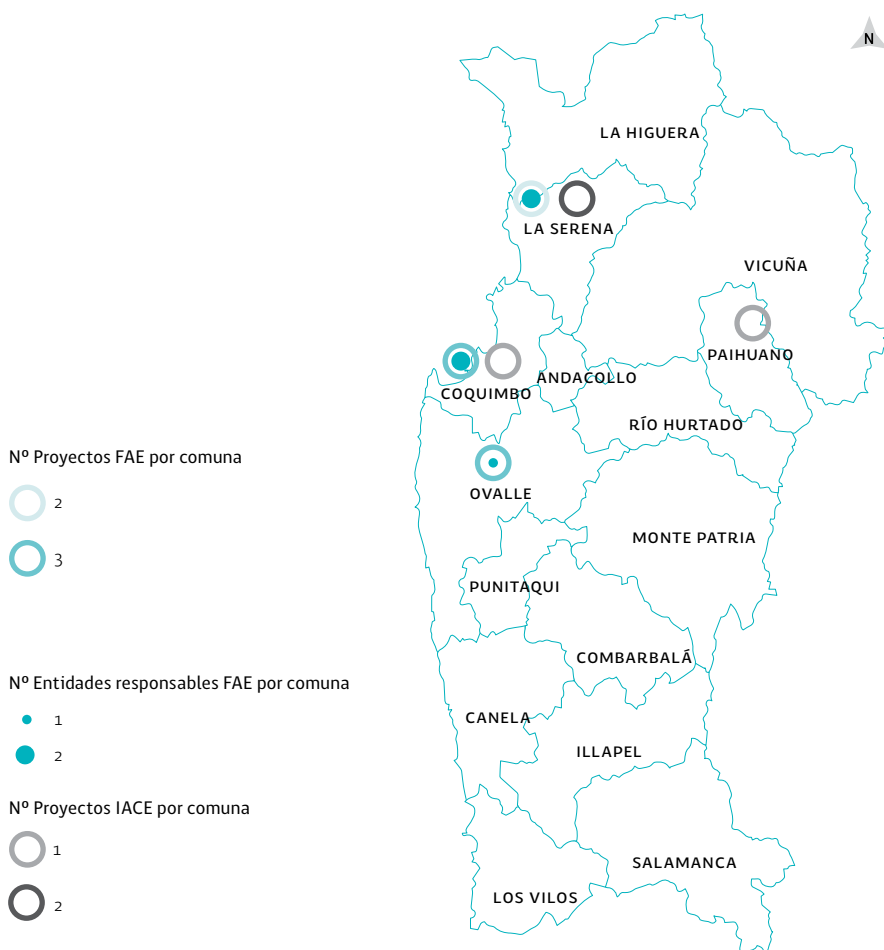 N
LA HIGUERA
LA SERENA
VICUÑA
PAIHUANO
ANDACOLLO
COQUIMBO
RÍO HURTADO
OVALLE
MONTE PATRIA
PUNITAQUI
COMBARBALÁ
CANELA
ILLAPEL
SALAMANCA
LOS VILOS
Nº Proyectos FAE por comuna
2
3
Nº Entidades responsables FAE por comuna
1
2
Nº Proyectos IACE por comuna
1
2